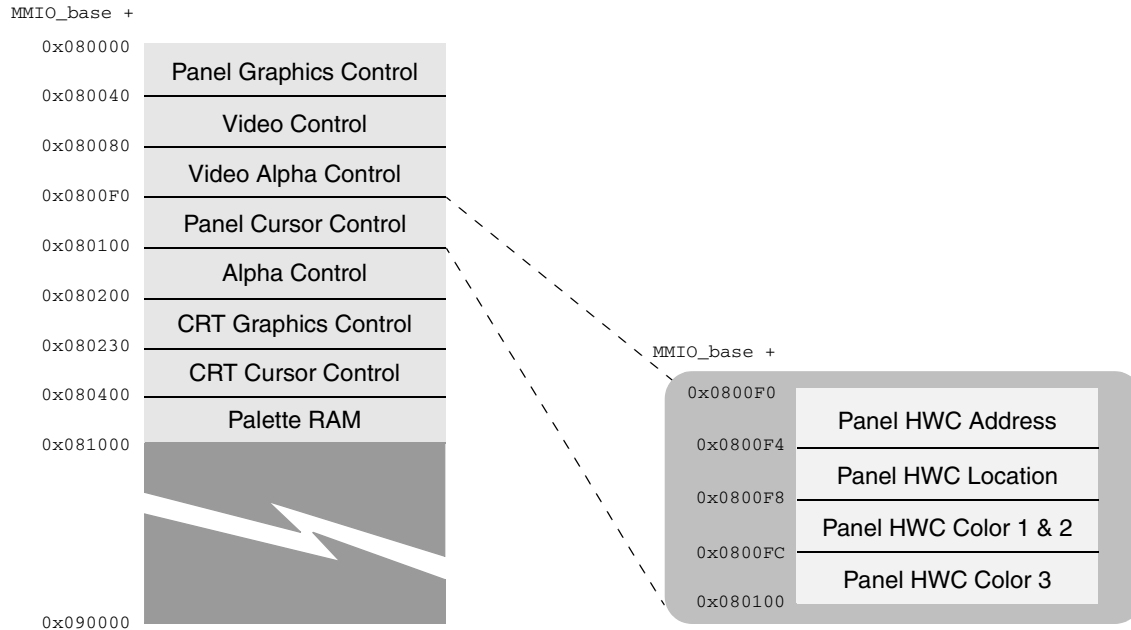 MMIO_base +
0x080000
Panel Graphics Control
0x080040
Video Control
0x080080
Video Alpha Control
0x0800F0
Panel Cursor Control
0x080100
Alpha Control
0x080200
CRT Graphics Control
0x080230
CRT Cursor Control
0x080400
Palette RAM
0x081000
0x090000
MMIO_base +
0x0800F0
Panel HWC Address
0x0800F4
Panel HWC Location
0x0800F8
Panel HWC Color 1 & 2
0x0800FC
Panel HWC Color 3
0x080100